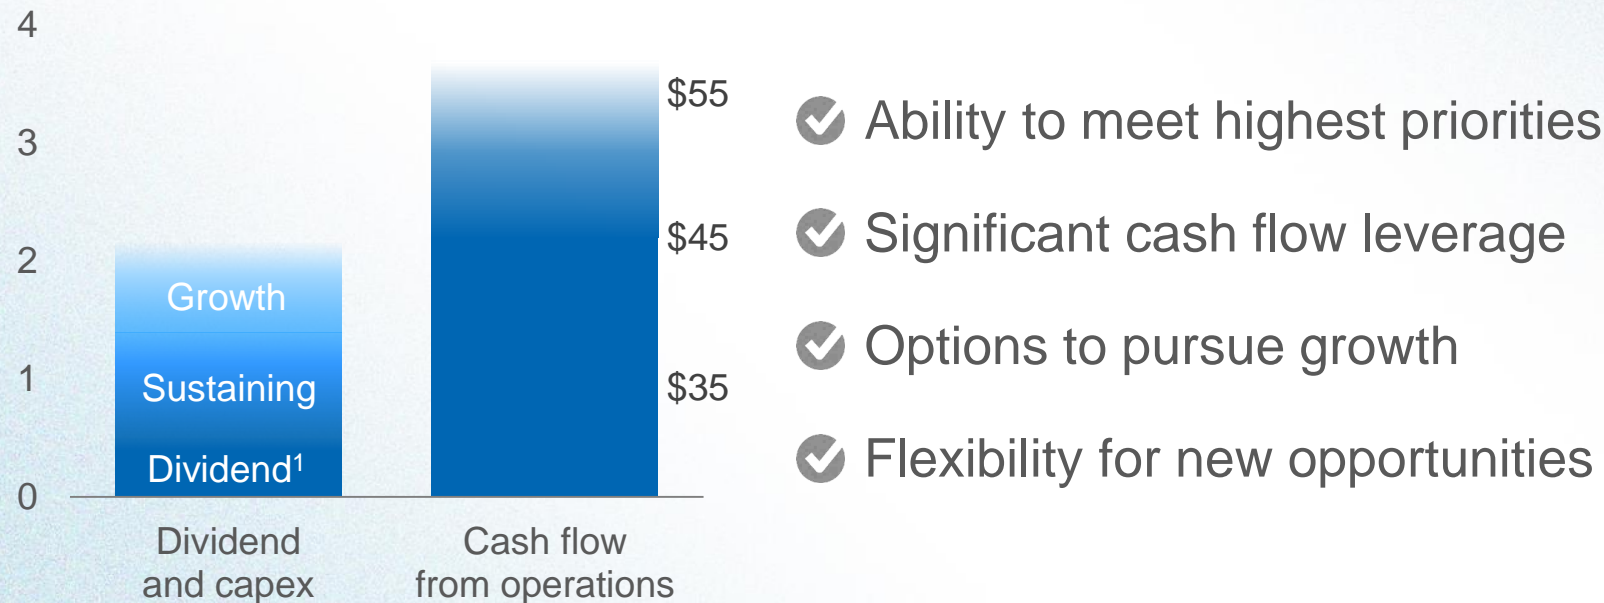 4
3
2
1
0
Growth
Sustaining
Dividend¹
$55
$45
$35
Dividend
and capex
Cash flow
from operations
Ability to meet highest priorities
Significant cash flow leverage
Options to pursue growth
Flexibility for new opportunities